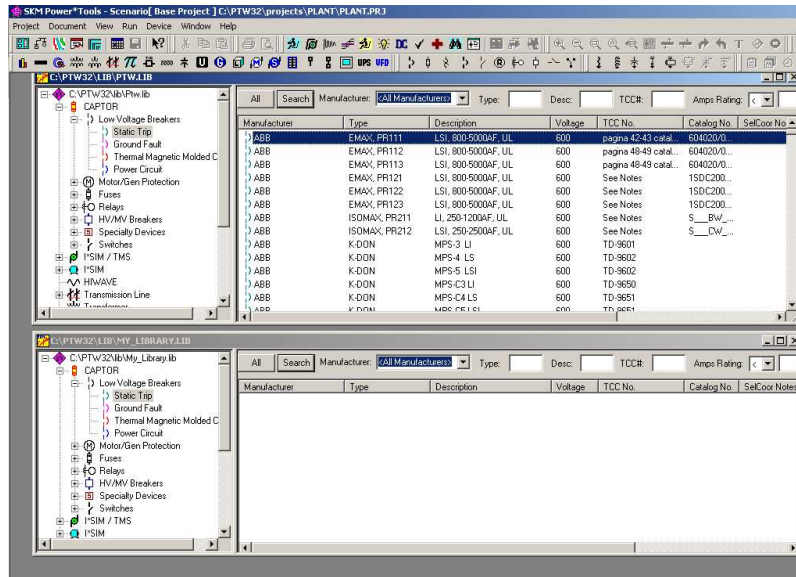 SKM Power*Tools - Scenario[ Base Project ] C:\PTW32\projects\PLANT\PLANT.PRJ
Project Document View Run Device Window Help
DC
UPS UFD
C:\PTW32\LIB\PTW.LIB
C:\PTW32\lib\Ptw.lib
CAPTOR
Low Voltage Breakers
Static Trip
Ground Fault
Thermal Magnetic Molded C
Power Circuit
Motor/Gen Protection
Fuses
Relays
HV/MV Breakers
Specialty Devices
Switches
I*SIM / TMS
I*SIM
HIWAVE
Transmission Line
Transformer
All Search Manufacturer: <All Manufacturers> Type: Desc: TCC#: Amps Rating: <
Manufacturer Type Description Voltage TCC No. Catalog No. SelCoor No
ABB EMAX, PR111 LSI, 800-5000AF, UL 600 pagina 42-43 catal... 604020/0...
ABB EMAX, PR112 LSI, 800-5000AF, UL 600 pagina 48-49 catal... 604020/0...
ABB EMAX, PR113 LSI, 800-5000AF, UL 600 pagina 48-49 catal... 604020/0...
ABB EMAX, PR121 LSI, 800-5000AF, UL 600 See Notes 1SDC200...
ABB EMAX, PR122 LSI, 800-5000AF, UL 600 See Notes 1SDC200...
ABB EMAX, PR123 LSI, 800-5000AF, UL 600 See Notes 1SDC200...
ABB ISOMAX, PR211 LI, 250-1200AF, UL 600 See Notes S__BW_...
ABB ISOMAX, PR212 LSI, 250-2500AF, UL 600 See Notes S__CW_...
ABB K-DON MPS-3 LI 600 TD-9601
ABB K-DON MPS-4 LS 600 TD-9602
ABB K-DON MPS-5 LSI 600 TD-9602
ABB K-DON MPS-C3 LI 600 TD-9650
ABB K-DON MPS-C4 LS 600 TD-9651
ABB K-DON MPS-C5 LSI 600 TD-9651
C:\PTW32\LIB\MY_LIBRARY.LIB
C:\PTW32\lib\My_Library.lib
CAPTOR
Low Voltage Breakers
Static Trip
Ground Fault
Thermal Magnetic Molded C
Power Circuit
Motor/Gen Protection
Fuses
Relays
HV/MV Breakers
Specialty Devices
Switches
I*SIM / TMS
I*SIM
All Search Manufacturer: <All Manufacturers> Type: Desc: TCC#: Amps Rating: <
Manufacturer Type Description Voltage TCC No. Catalog No. SelCoor Notes